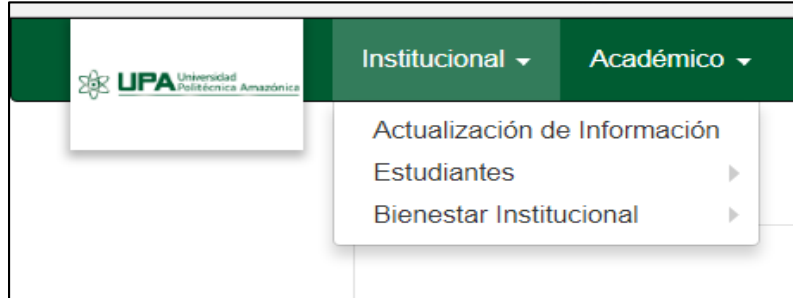 UPA Universidad
Politécnica Amazónica
Institucional
Académico
Actualización de Información
Estudiantes
Bienestar Institucional